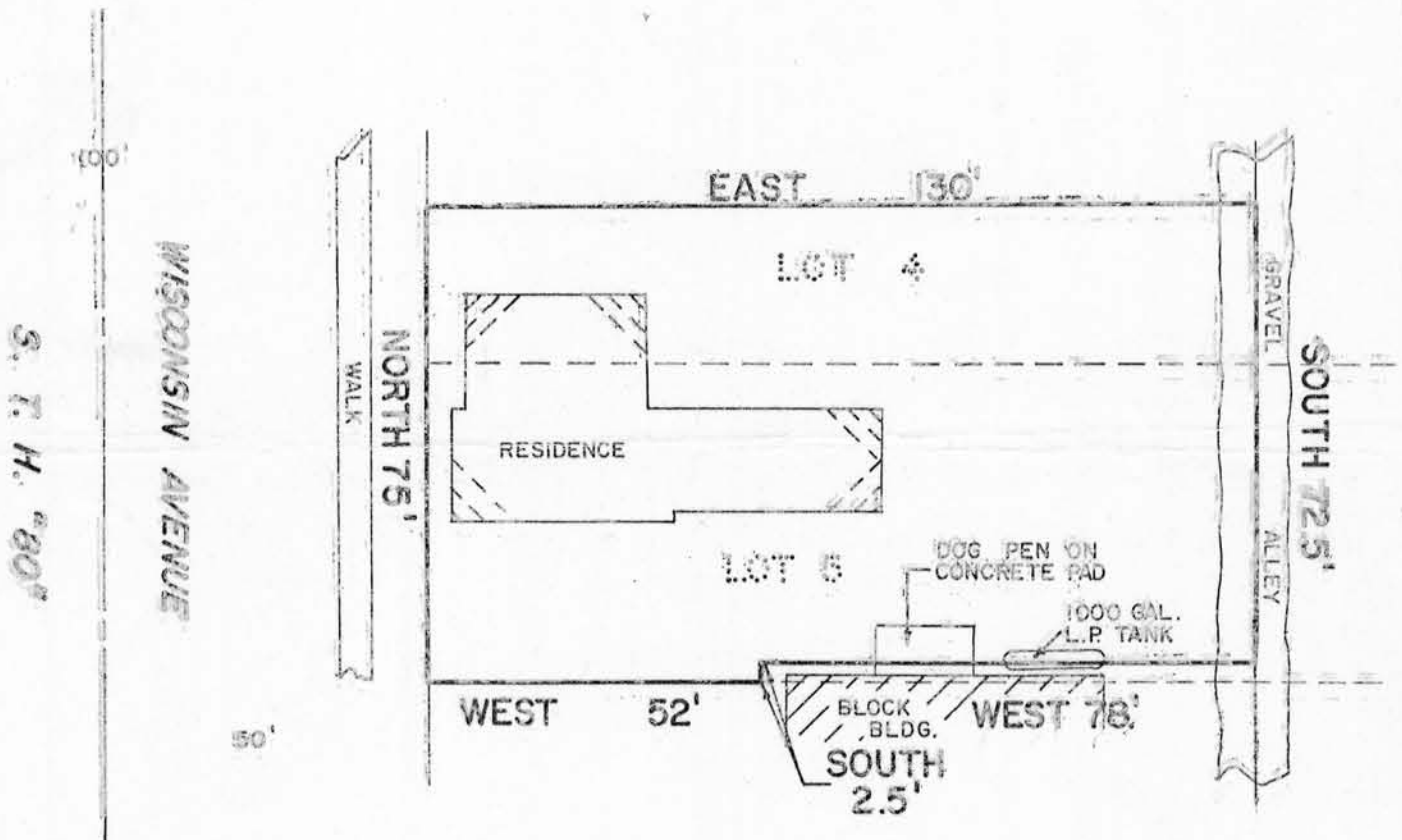 100'
EAST 130'
LOT 4
WISCONSIN AVENUE
S. T. H. "80"
WALK
NORTH 75'
GRAVEL
ALLEY
SOUTH 72.5'
RESIDENCE
LOT 5
DOG PEN ON
CONCRETE PAD
1000 GAL.
L.P. TANK
WEST 52'
BLOCK
BLDG.
WEST 78'
SOUTH
2.5'
50'